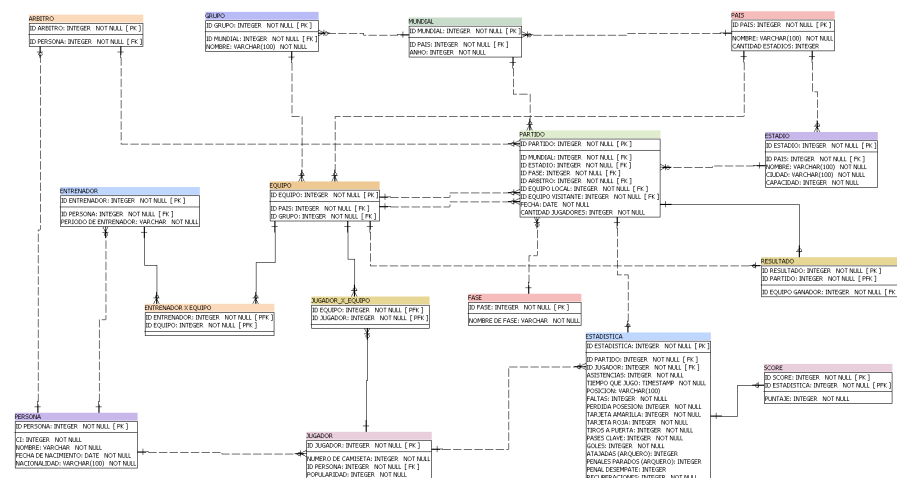 ARBITRO
ID ARBITRO: INTEGER NOT NULL [ PK ]
ID PERSONA: INTEGER NOT NULL [ FK ]
GRUPO
ID GRUPO: INTEGER NOT NULL [ PK ]
ID MUNDIAL: INTEGER NOT NULL [ FK ]
NOMBRE: VARCHAR(100) NOT NULL
MUNDIAL
ID MUNDIAL: INTEGER NOT NULL [ PK ]
ID PAIS: INTEGER NOT NULL [ FK ]
ANHO: INTEGER NOT NULL
PAIS
ID PAIS: INTEGER NOT NULL [ PK ]
NOMBRE: VARCHAR(100) NOT NULL
CANTIDAD ESTADIOS: INTEGER
PARTIDO
ID PARTIDO: INTEGER NOT NULL [ PK ]
ID MUNDIAL: INTEGER NOT NULL [ FK ]
ID ESTADIO: INTEGER NOT NULL [ FK ]
ID FASE: INTEGER NOT NULL [ FK ]
ID ARBITRO: INTEGER NOT NULL [ FK ]
ID EQUIPO LOCAL: INTEGER NOT NULL [ FK ]
ID EQUIPO VISITANTE: INTEGER NOT NULL [ FK ]
FECHA: DATE NOT NULL
CANTIDAD JUGADORES: INTEGER NOT NULL
ESTADIO
ID ESTADIO: INTEGER NOT NULL [ PK ]
ID PAIS: INTEGER NOT NULL [ FK ]
NOMBRE: VARCHAR(100) NOT NULL
CIUDAD: VARCHAR(100) NOT NULL
CAPACIDAD: INTEGER NOT NULL
ENTRENADOR
ID ENTRENADOR: INTEGER NOT NULL [ PK ]
ID PERSONA: INTEGER NOT NULL [ FK ]
PERIODO DE ENTRENADOR: VARCHAR NOT NULL
EQUIPO
ID EQUIPO: INTEGER NOT NULL [ PK ]
ID PAIS: INTEGER NOT NULL [ FK ]
ID GRUPO: INTEGER NOT NULL [ FK ]
RESULTADO
ID RESULTADO: INTEGER NOT NULL [ PK ]
ID PARTIDO: INTEGER NOT NULL [ PFK ]
ID EQUIPO GANADOR: INTEGER NOT NULL [ FK
ENTRENADOR X EQUIPO
ID ENTRENADOR: INTEGER NOT NULL [ PFK ]
ID EQUIPO: INTEGER NOT NULL [ PFK ]
JUGADOR_X_EQUIPO
ID EQUIPO: INTEGER NOT NULL [ PFK ]
ID JUGADOR: INTEGER NOT NULL [ PFK ]
FASE
ID FASE: INTEGER NOT NULL [ PK ]
NOMBRE DE FASE: VARCHAR NOT NULL
ESTADISTICA
ID ESTADISTICA: INTEGER NOT NULL [ PK ]
ID PARTIDO: INTEGER NOT NULL [ FK ]
ID JUGADOR: INTEGER NOT NULL [ FK ]
ASISTENCIAS: INTEGER NOT NULL
TIEMPO QUE JUGO: TIMESTAMP NOT NULL
POSICION: VARCHAR(100)
FALTAS: INTEGER NOT NULL
PERDIDA POSESION: INTEGER NOT NULL
TARJETA AMARILLA: INTEGER NOT NULL
TARJETA ROJA: INTEGER NOT NULL
TIROS A PUERTA: INTEGER NOT NULL
PASES CLAVE: INTEGER NOT NULL
GOLES: INTEGER NOT NULL
ATAJADAS (ARQUERO): INTEGER
PENALES PARADOS (ARQUERO): INTEGER
PENAL DESEMPATE: INTEGER
RECUPERACIONES: INTEGER NOT NULL
SCORE
ID SCORE: INTEGER NOT NULL [ PK ]
ID ESTADISTICA: INTEGER NOT NULL [ PFK ]
PUNTAJE: INTEGER NOT NULL
PERSONA
ID PERSONA: INTEGER NOT NULL [ PK ]
CI: INTEGER NOT NULL
NOMBRE: VARCHAR NOT NULL
FECHA DE NACIMIENTO: DATE NOT NULL
NACIONALIDAD: VARCHAR(100) NOT NULL
JUGADOR
ID JUGADOR: INTEGER NOT NULL [ PK ]
NUMERO DE CAMISETA: INTEGER NOT NULL
ID PERSONA: INTEGER NOT NULL [ FK ]
POPULARIDAD: INTEGER NOT NULL